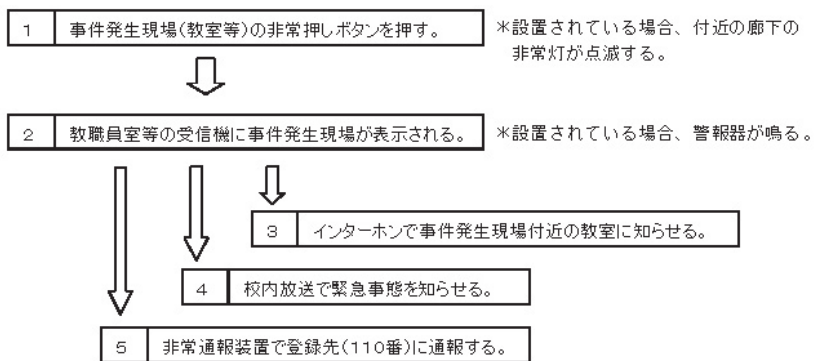 1 事件発生現場(教室等)の非常押しボタンを押す。 ＊設置されている場合、付近の廊下の
非常灯が点滅する。
2 教職員室等の受信機に事件発生現場が表示される。 ＊設置されている場合、警報器が鳴る。
3 インターホンで事件発生現場付近の教室に知らせる。
4 校内放送で緊急事態を知らせる。
5 非常通報装置で登録先(110番)に通報する。